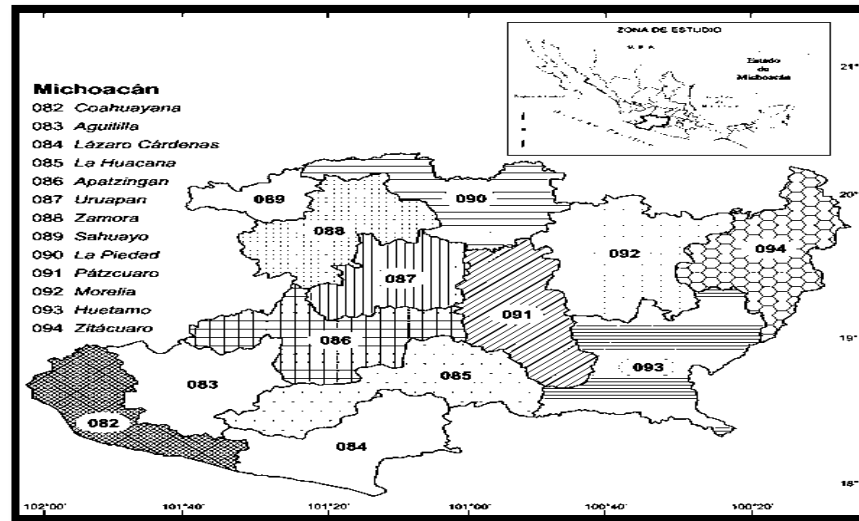 ZONA DE ESTUDIO
Estado
de
Michoacán
Michoacán
082 Coahuayana
083 Aguililla
084 Lázaro Cárdenas
085 La Huacana
086 Apatzingan
087 Uruapan
088 Zamora
089 Sahuayo
090 La Piedad
091 Pátzcuaro
092 Morelia
093 Huetamo
094 Zitácuaro
089
090
088
092
094
087
091
086
093
083
085
082
084
21°
20°
19°
18°
102°00'
101°40'
101°20'
101°00'
100°40'
100°20'